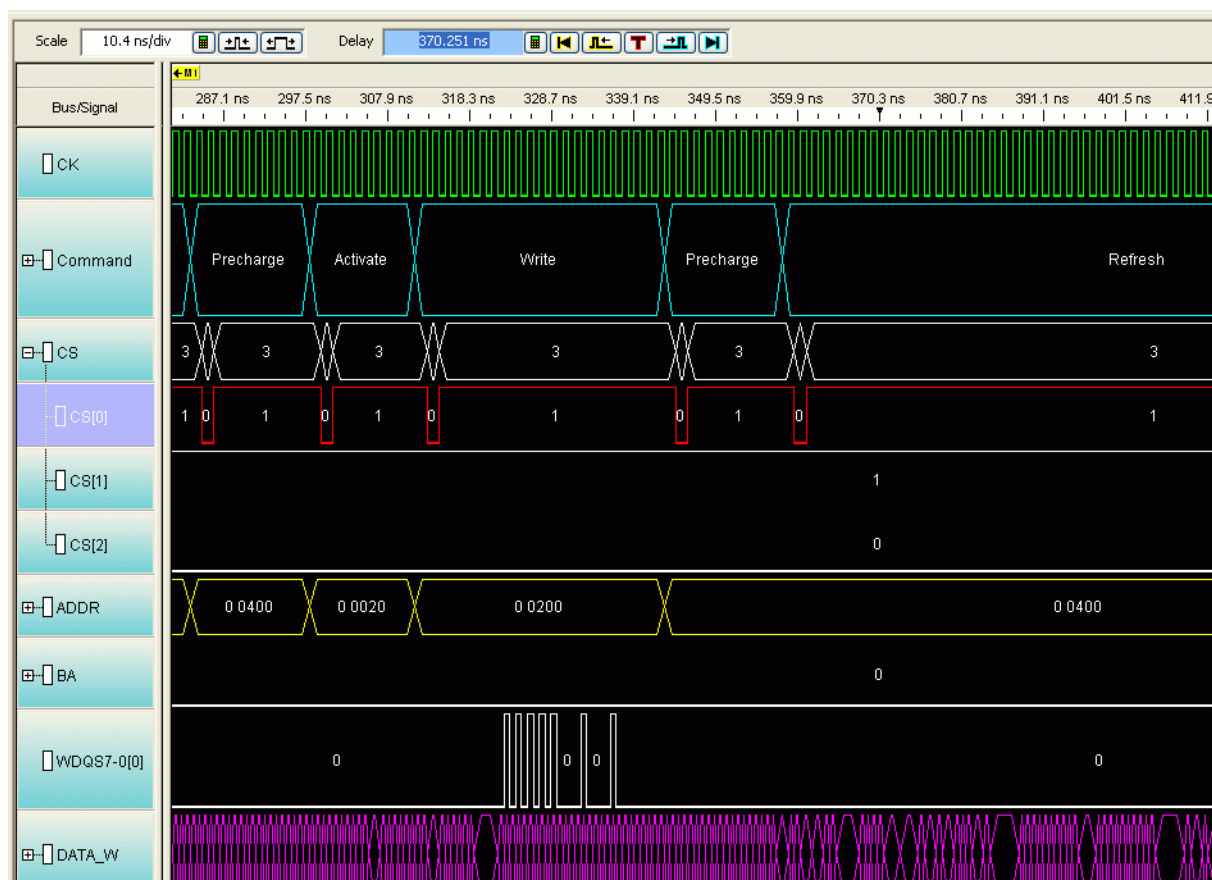 Scale 10.4 ns/div Delay 370.251 ns T
M1
Bus/Signal 287.1 ns 297.5 ns 307.9 ns 318.3 ns 328.7 ns 339.1 ns 349.5 ns 359.9 ns 370.3 ns 380.7 ns 391.1 ns 401.5 ns 411.9
CK
Command Precharge Activate Write Precharge Refresh
CS 3 3 3 3 3 3
CS[0] 1 0 1 0 1 0 1 0 1 0 1
CS[1] 1
CS[2] 0
ADDR 0 0400 0 0020 0 0200 0 0400
BA 0
WDQS7-0[0] 0 0 0 0
DATA_W